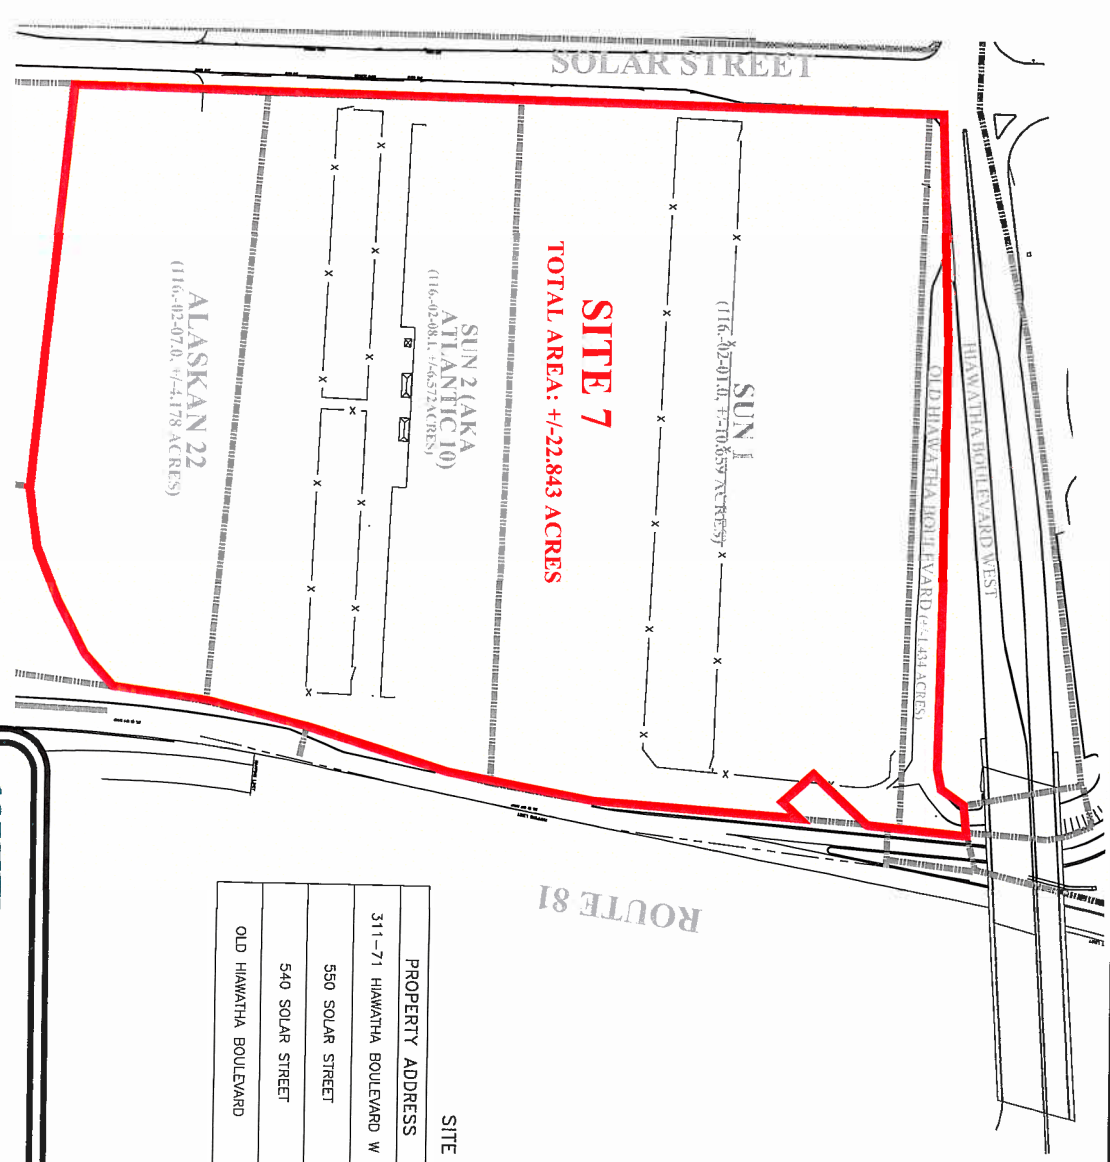 SOLAR STREET
SITE 7
TOTAL AREA: +/-22.843 ACRES
SUN 1
(116.-02-01.0, +/-10.659 ACRES)
SUN 2 (AKA
ATLANTIC 10)
(116.-02-08.1, +/-6.572 ACRES)
ALASKAN 22
(116.-02-07.0, +/-4.178 ACRES)
HIAWATHA BOULEVARD WEST
OLD HIAWATHA BOULEVARD (+/-1.434 ACRES)
ROUTE 81
SITE
PROPERTY ADDRESS
311-71 HIAWATHA BOULEVARD W
550 SOLAR STREET
540 SOLAR STREET
OLD HIAWATHA BOULEVARD